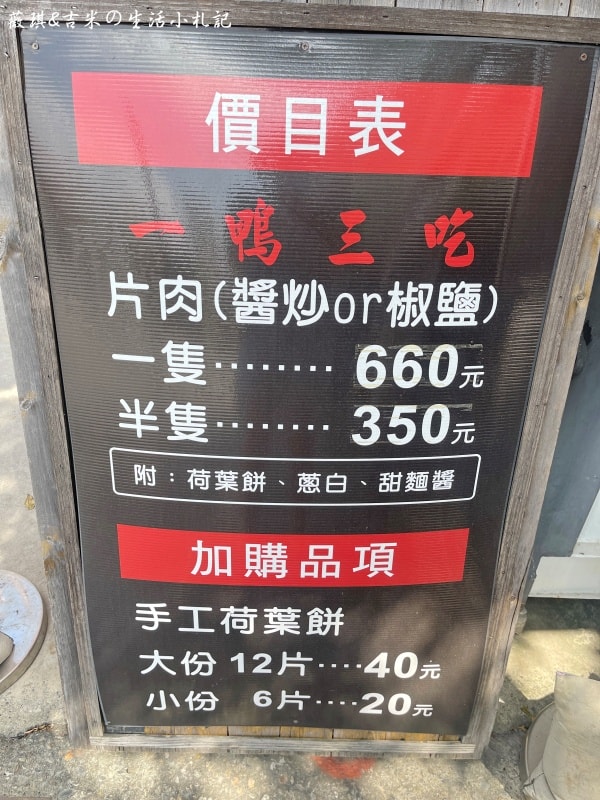 薇琪&吉米の生活小札記
價目表
一鴨三吃
片肉(醬炒or椒鹽)
一隻········660元
半隻········350元
附：荷葉餅、蔥白、甜麵醬
加購品項
手工荷葉餅
大份 12片····40元
小份 6片····20元